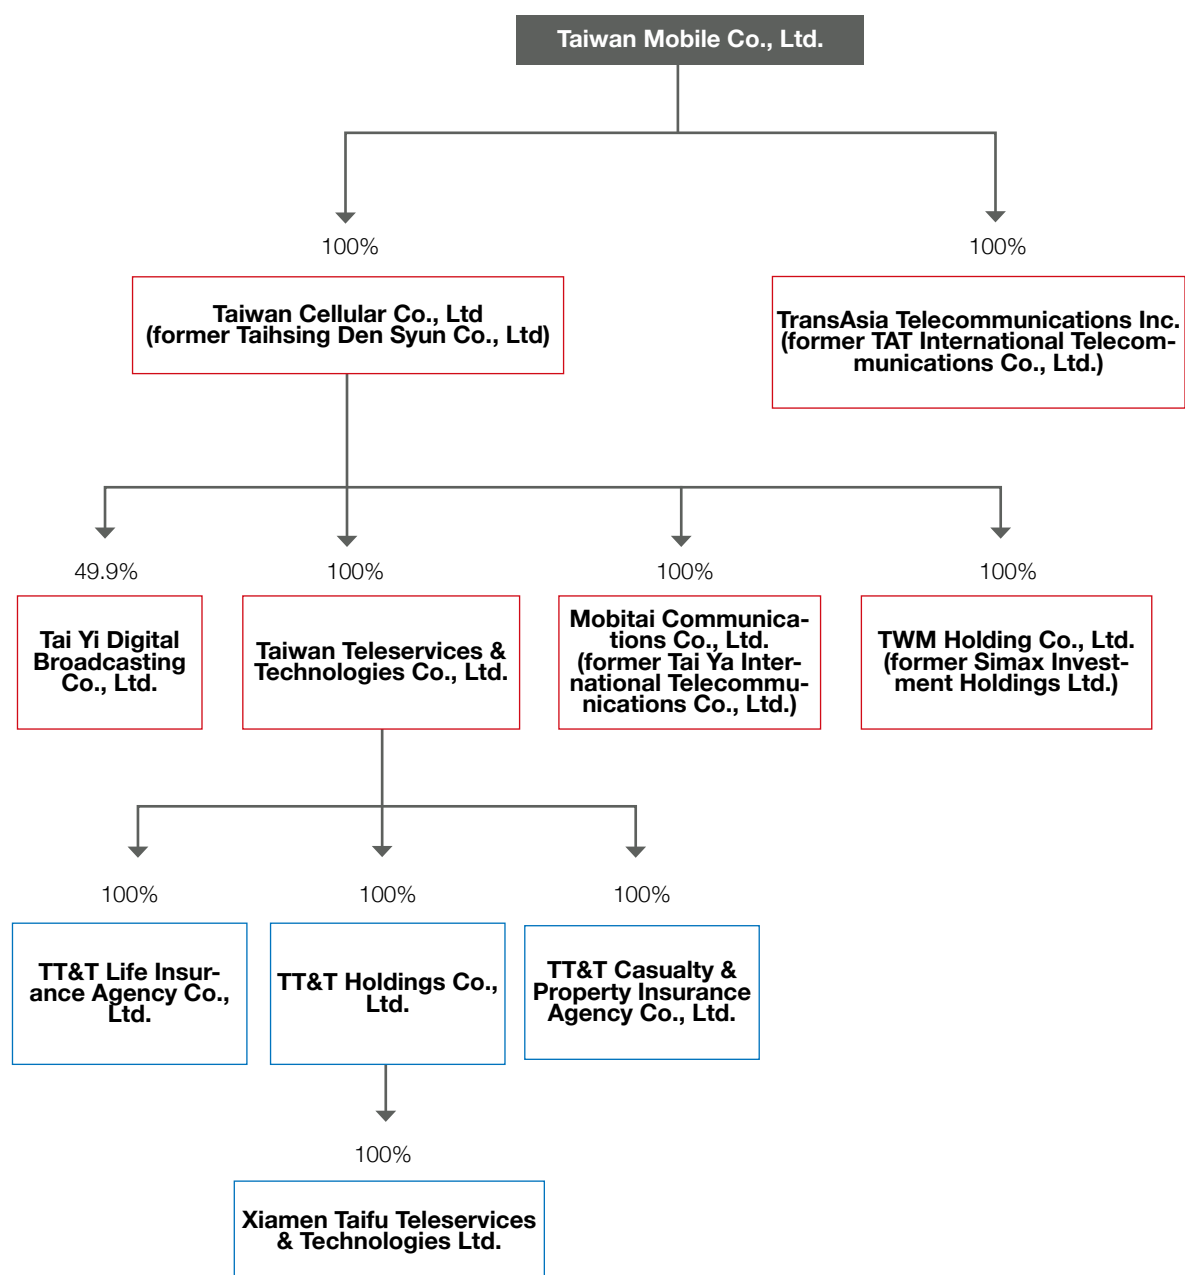 Taiwan Mobile Co., Ltd.
100%
100%
Taiwan Cellular Co., Ltd
(former Taihsing Den Syun Co., Ltd)
TransAsia Telecommunications Inc.
(former TAT International Telecom-
munications Co., Ltd.)
49.9%
100%
100%
100%
Tai Yi Digital
Broadcasting
Co., Ltd.
Taiwan Teleservices &
Technologies Co., Ltd.
Mobitai Communica-
tions Co., Ltd.
(former Tai Ya Inter-
national Telecommu-
nications Co., Ltd.)
TWM Holding Co., Ltd.
(former Simax Invest-
ment Holdings Ltd.)
100%
100%
100%
TT&T Life Insur-
ance Agency Co.,
Ltd.
TT&T Holdings Co.,
Ltd.
TT&T Casualty &
Property Insurance
Agency Co., Ltd.
100%
Xiamen Taifu Teleservices
& Technologies Ltd.